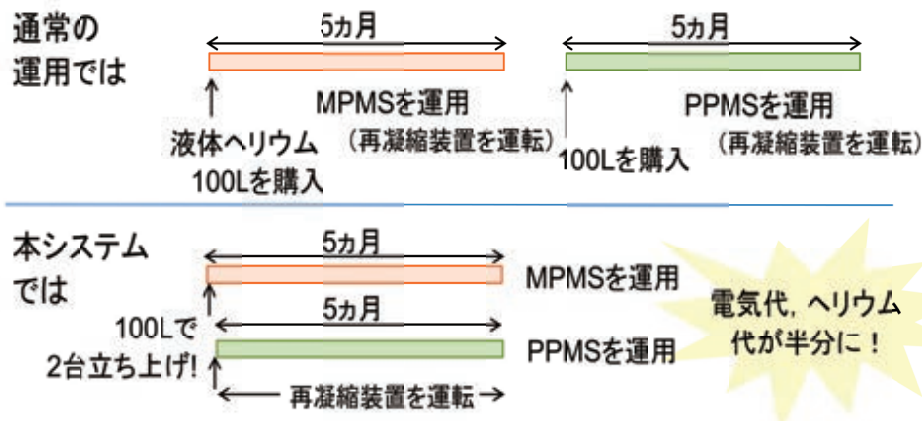 通常の
運用では
5ヵ月
MPMSを運用
(再凝縮装置を運転)
液体ヘリウム
100Lを購入
5ヵ月
PPMSを運用
(再凝縮装置を運転)
100Lを購入
本システム
では
5ヵ月
MPMSを運用
100Lで
2台立ち上げ!
5ヵ月
PPMSを運用
再凝縮装置を運転
電気代，ヘリウム
代が半分に！